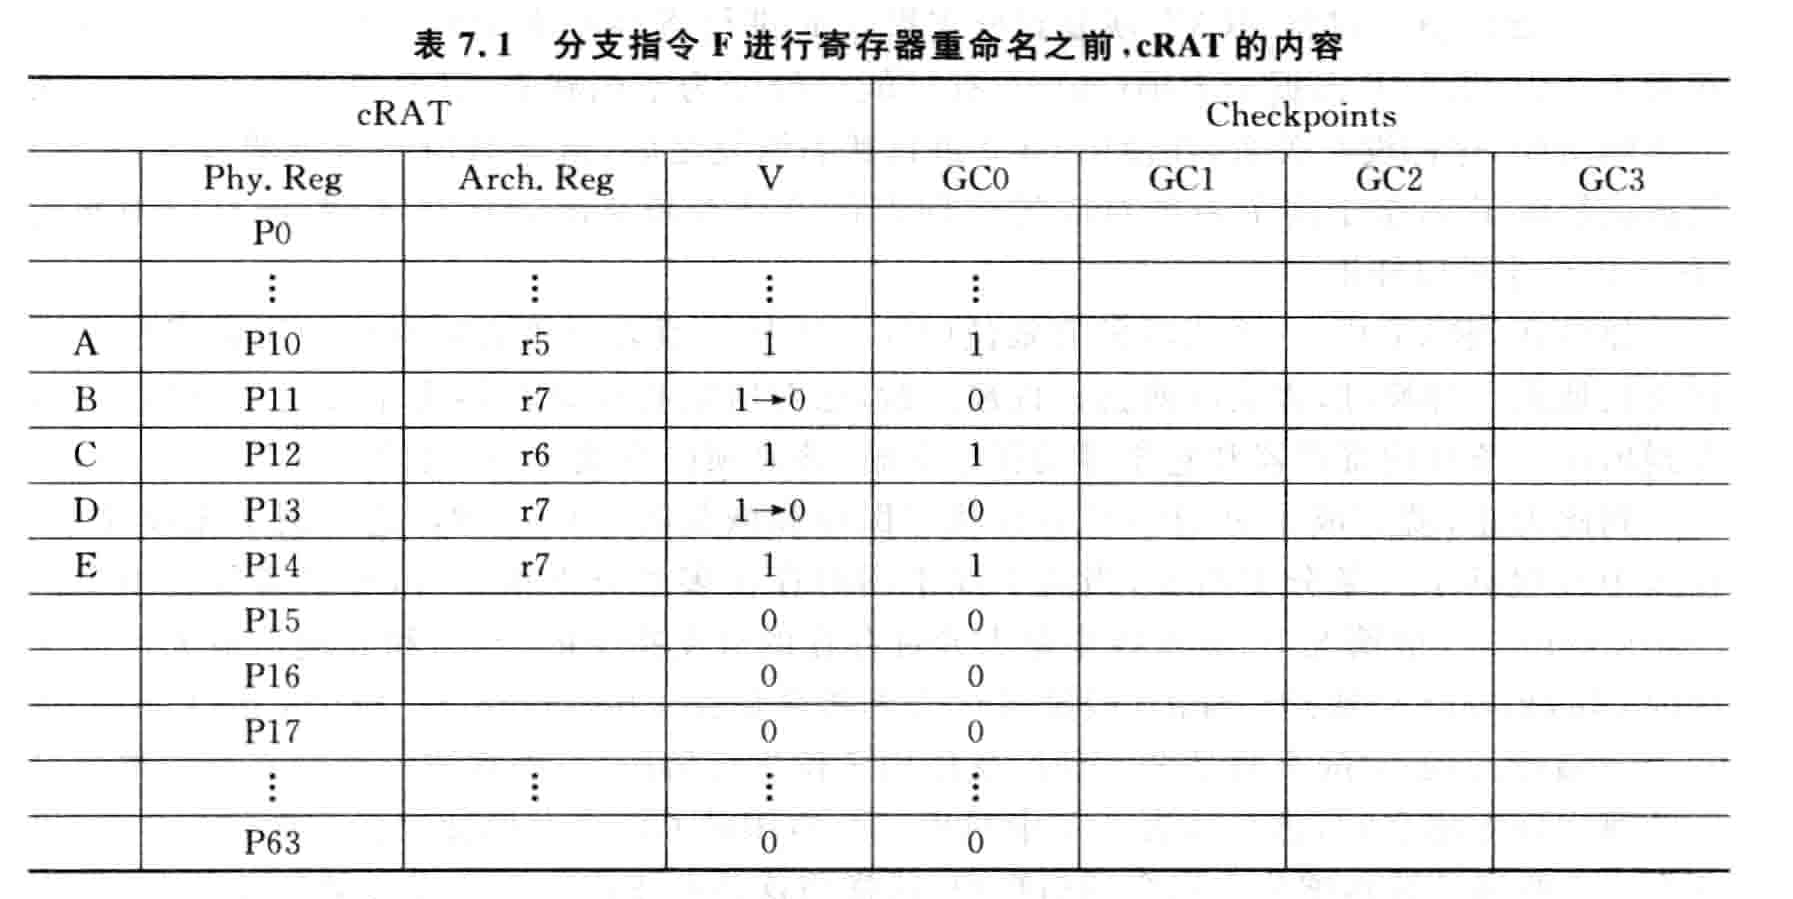 表 7.1 分支指令 F 进行寄存器重命名之前,cRAT 的内容
cRAT Checkpoints
Phy. Reg Arch. Reg V GC0 GC1 GC2 GC3
P0
⋮ ⋮ ⋮ ⋮
A P10 r5 1 1
B P11 r7 1→0 0
C P12 r6 1 1
D P13 r7 1→0 0
E P14 r7 1 1
P15 0 0
P16 0 0
P17 0 0
⋮ ⋮ ⋮ ⋮
P63 0 0